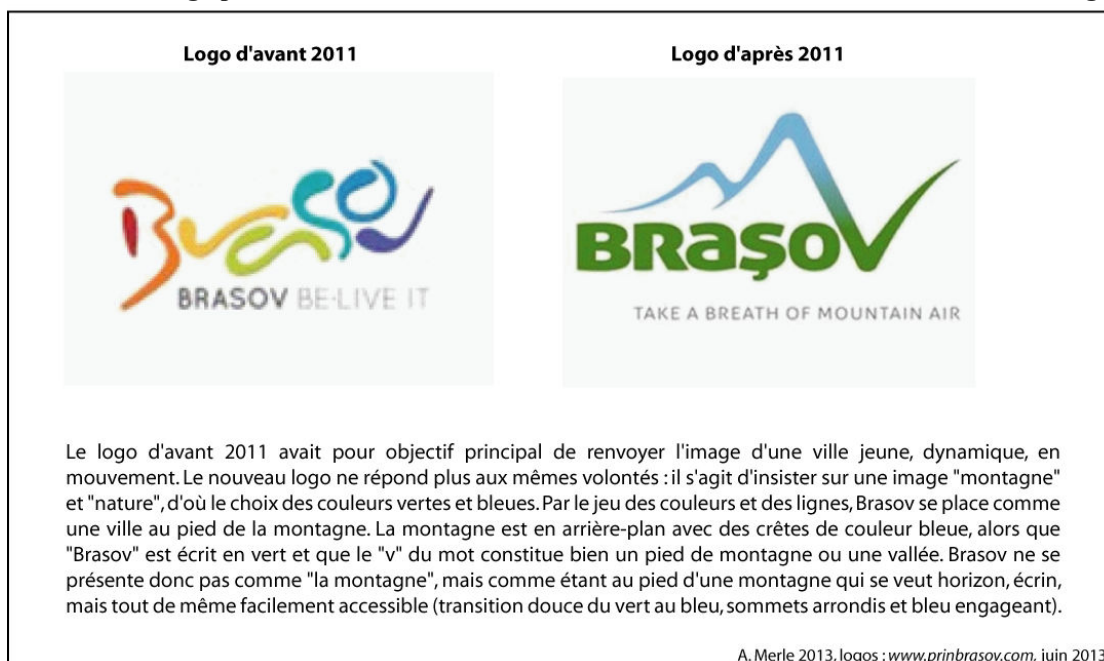 Logo d'avant 2011
Logo d'après 2011
Brasov
BRASOV BE-LIVE IT
BRaşoV
TAKE A BREATH OF MOUNTAIN AIR
Le logo d'avant 2011 avait pour objectif principal de renvoyer l'image d'une ville jeune, dynamique, en
mouvement. Le nouveau logo ne répond plus aux mêmes volontés : il s'agit d'insister sur une image "montagne"
et "nature", d'où le choix des couleurs vertes et bleues. Par le jeu des couleurs et des lignes, Brasov se place comme
une ville au pied de la montagne. La montagne est en arrière-plan avec des crêtes de couleur bleue, alors que
"Brasov" est écrit en vert et que le "v" du mot constitue bien un pied de montagne ou une vallée. Brasov ne se
présente donc pas comme "la montagne", mais comme étant au pied d'une montagne qui se veut horizon, écrin,
mais tout de même facilement accessible (transition douce du vert au bleu, sommets arrondis et bleu engageant).
A. Merle 2013, logos : www.prinbrasov.com, juin 2013